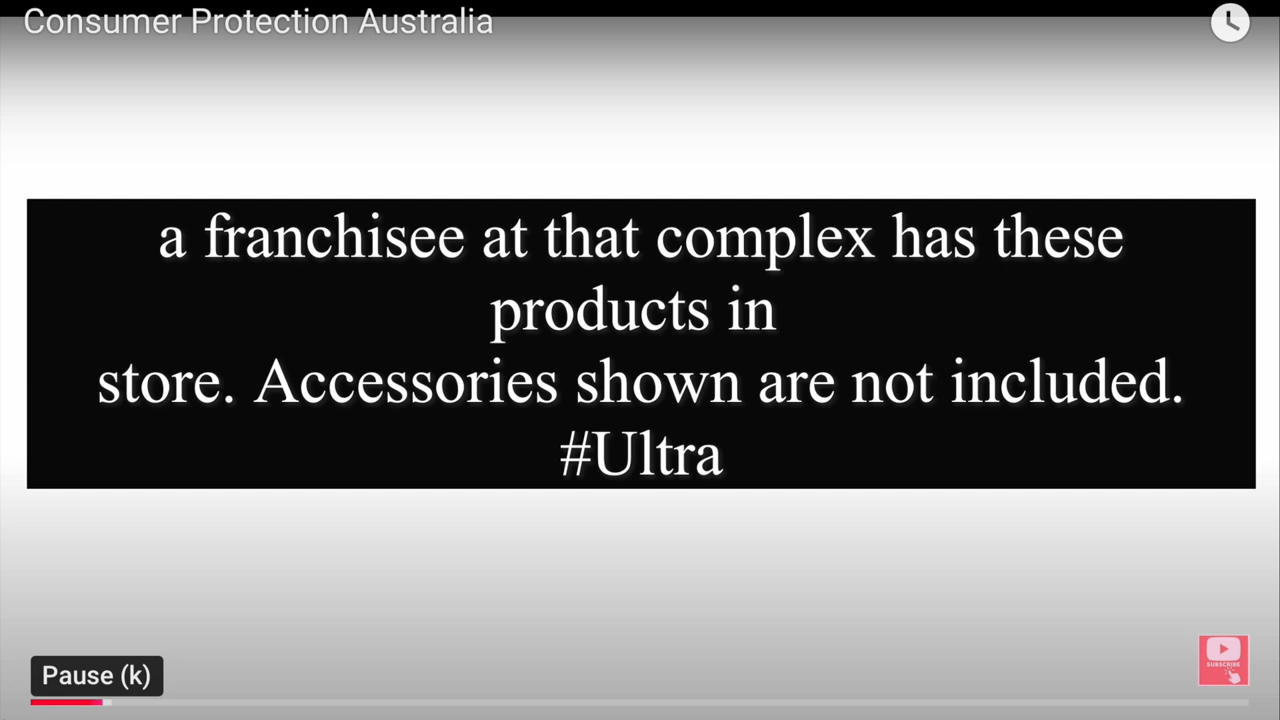 Consumer Protection Australia
a franchisee at that complex has these
products in
store. Accessories shown are not included.
#Ultra
SUBSCRIBE
Pause (k)